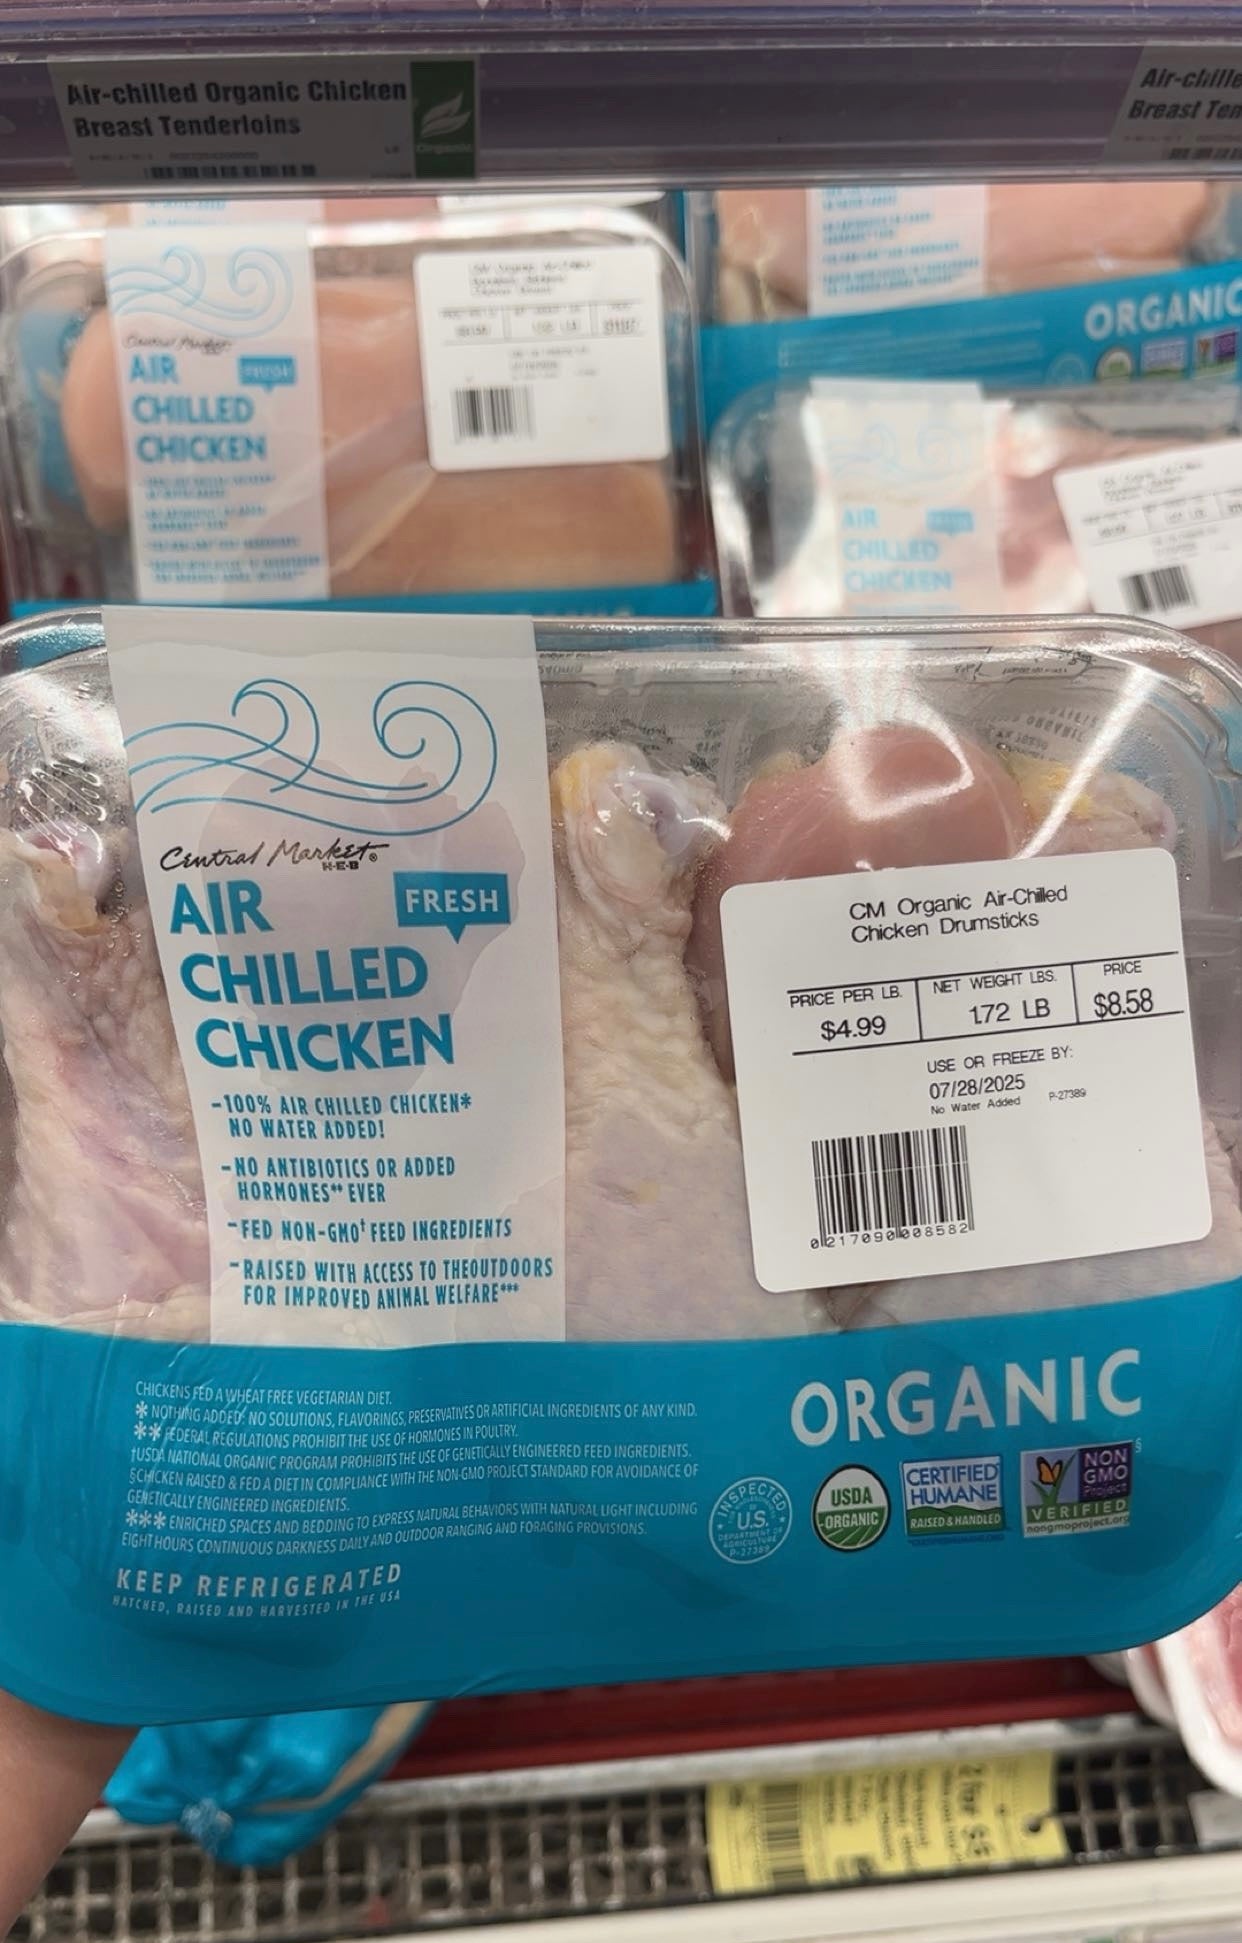 Air-chilled Organic Chicken
Breast Tenderloins
Organic
Air-chille
Breast Ten
Central Market
AIR
FRESH
CHILLED
CHICKEN
ORGANIC
AIR
FRESH
CHILLED
CHICKEN
Central Market®
H-E-B
AIR
FRESH
CHILLED
CHICKEN
-100% AIR CHILLED CHICKEN*
NO WATER ADDED!
-NO ANTIBIOTICS OR ADDED
HORMONES** EVER
-FED NON-GMO† FEED INGREDIENTS
-RAISED WITH ACCESS TO THEOUTDOORS
FOR IMPROVED ANIMAL WELFARE***
CM Organic Air-Chilled
Chicken Drumsticks
PRICE PER LB. NET WEIGHT LBS. PRICE
$4.99 1.72 LB $8.58
USE OR FREEZE BY:
07/28/2025
No Water Added P-27389
0 217090 008582
CHICKENS FED A WHEAT FREE VEGETARIAN DIET.
* NOTHING ADDED: NO SOLUTIONS, FLAVORINGS, PRESERVATIVES OR ARTIFICIAL INGREDIENTS OF ANY KIND.
** FEDERAL REGULATIONS PROHIBIT THE USE OF HORMONES IN POULTRY.
†USDA NATIONAL ORGANIC PROGRAM PROHIBITS THE USE OF GENETICALLY ENGINEERED FEED INGREDIENTS.
§CHICKEN RAISED & FED A DIET IN COMPLIANCE WITH THE NON-GMO PROJECT STANDARD FOR AVOIDANCE OF
GENETICALLY ENGINEERED INGREDIENTS.
*** ENRICHED SPACES AND BEDDING TO EXPRESS NATURAL BEHAVIORS WITH NATURAL LIGHT INCLUDING
EIGHT HOURS CONTINUOUS DARKNESS DAILY AND OUTDOOR RANGING AND FORAGING PROVISIONS.
KEEP REFRIGERATED
HATCHED, RAISED AND HARVESTED IN THE USA
ORGANIC
INSPECTED
U.S.
DEPARTMENT OF
AGRICULTURE
P-27389
USDA
ORGANIC
CERTIFIED
HUMANE
RAISED & HANDLED
NON
GMO
Project
VERIFIED
nongmoproject.org
§
2 for $5